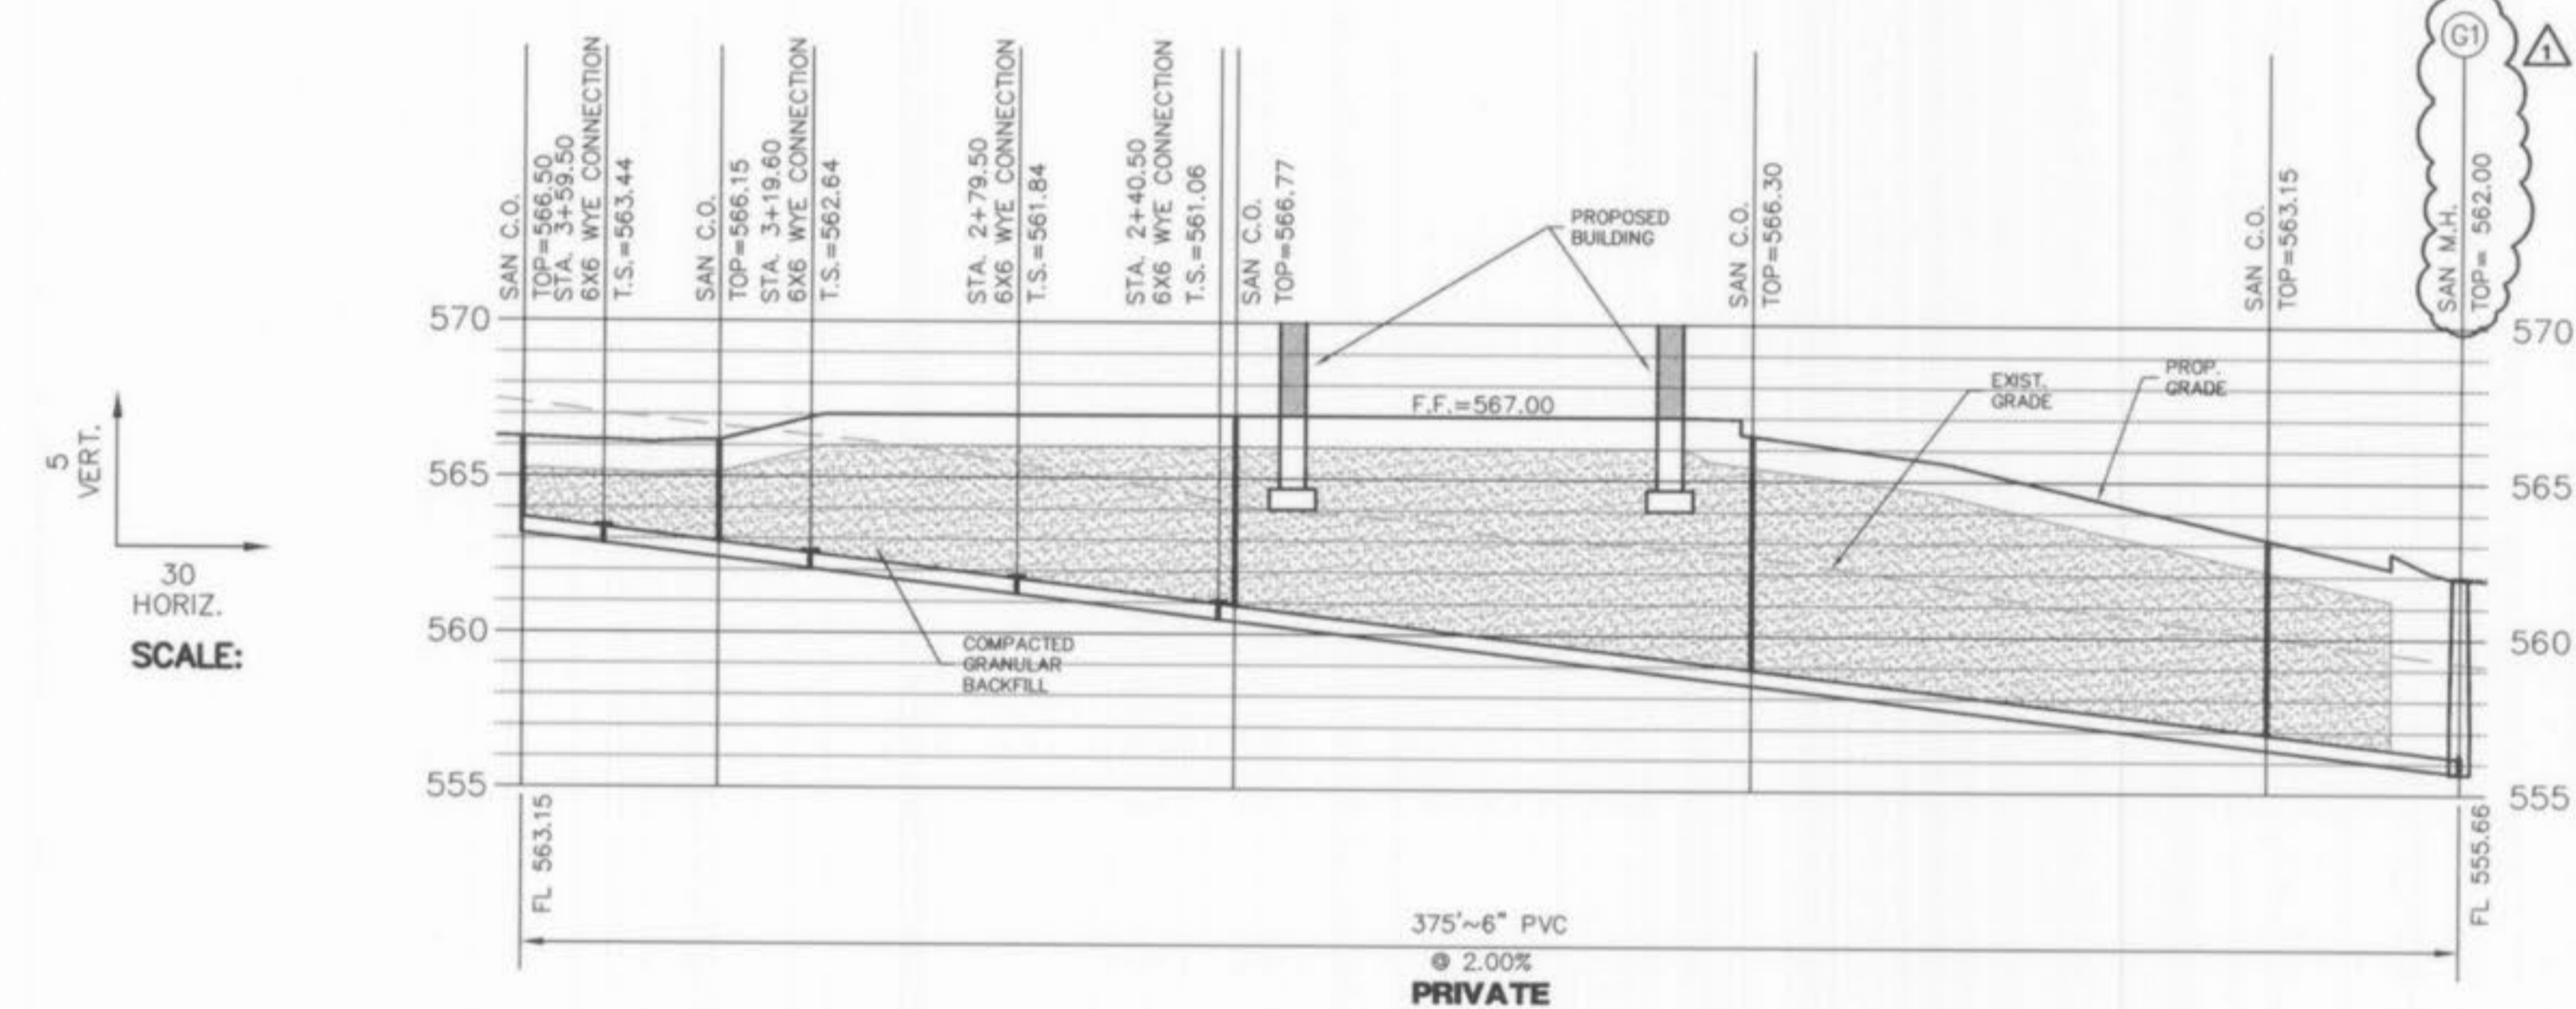 SAN C.O.
TOP=566.50
STA. 3+59.50
6X6 WYE CONNECTION
T.S.=563.44
SAN C.O.
TOP=566.15
STA. 3+19.60
6X6 WYE CONNECTION
T.S.=562.64
STA. 2+79.50
6X6 WYE CONNECTION
T.S.=561.84
STA. 2+40.50
6X6 WYE CONNECTION
T.S.=561.06
SAN C.O.
TOP=566.77
SAN C.O.
TOP=566.30
SAN C.O.
TOP=563.15
G1
SAN M.H.
TOP= 562.00
1
PROPOSED
BUILDING
570
570
EXIST.
GRADE
PROP.
GRADE
F.F.=567.00
5
VERT.
30
HORIZ.
SCALE:
565
565
560
560
COMPACTED
GRANULAR
BACKFILL
555
555
FL 563.15
FL 555.66
375'~6" PVC
@ 2.00%
PRIVATE